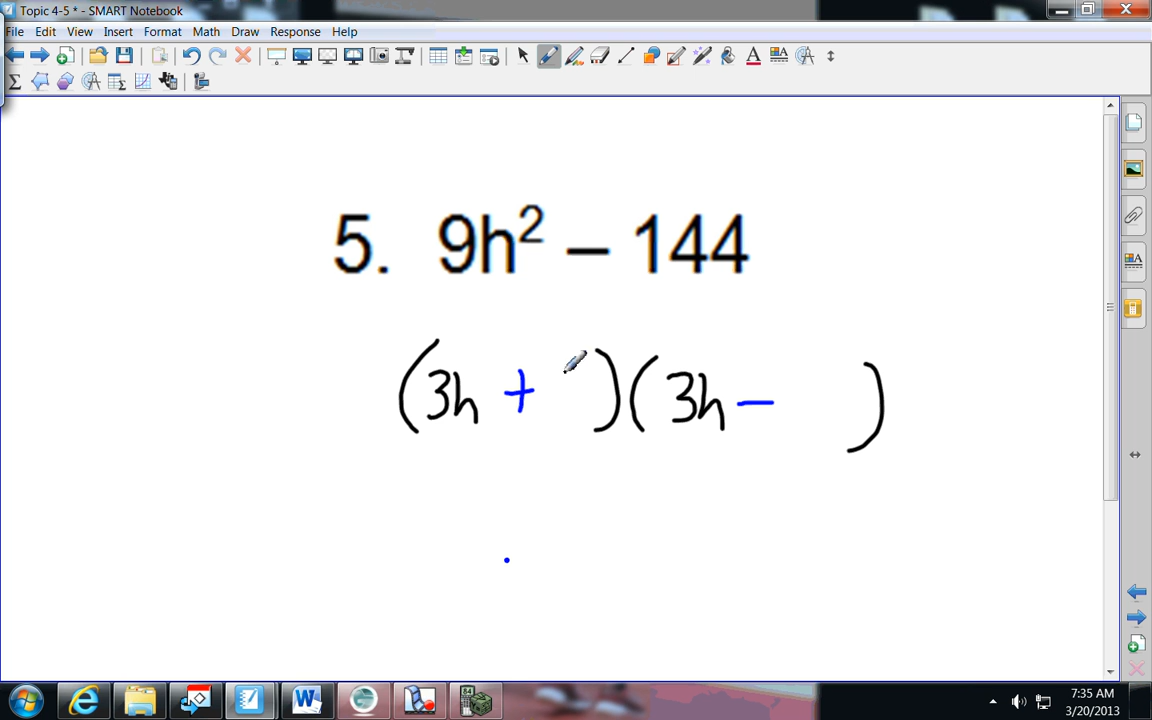 Topic 4-5 * - SMART Notebook
File Edit View Insert Format Math Draw Response Help
5. 9h² – 144
(3h + )(3h – )
7:35 AM
3/20/2013